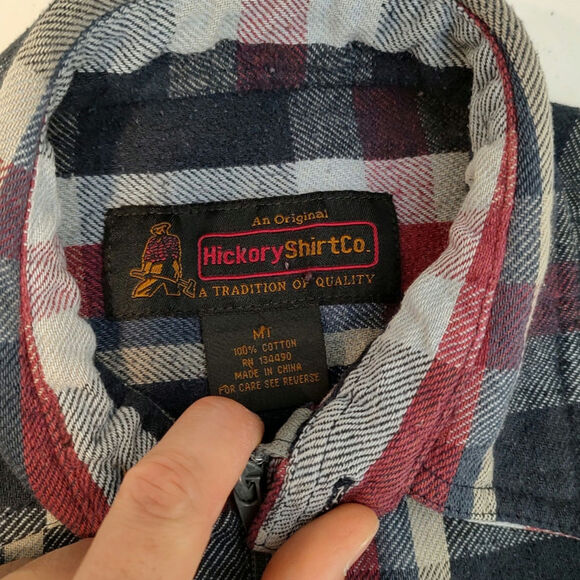 An Original
HickoryShirtCo.
A TRADITION OF QUALITY
MT
100% COTTON
RN 134490
MADE IN CHINA
FOR CARE SEE REVERSE